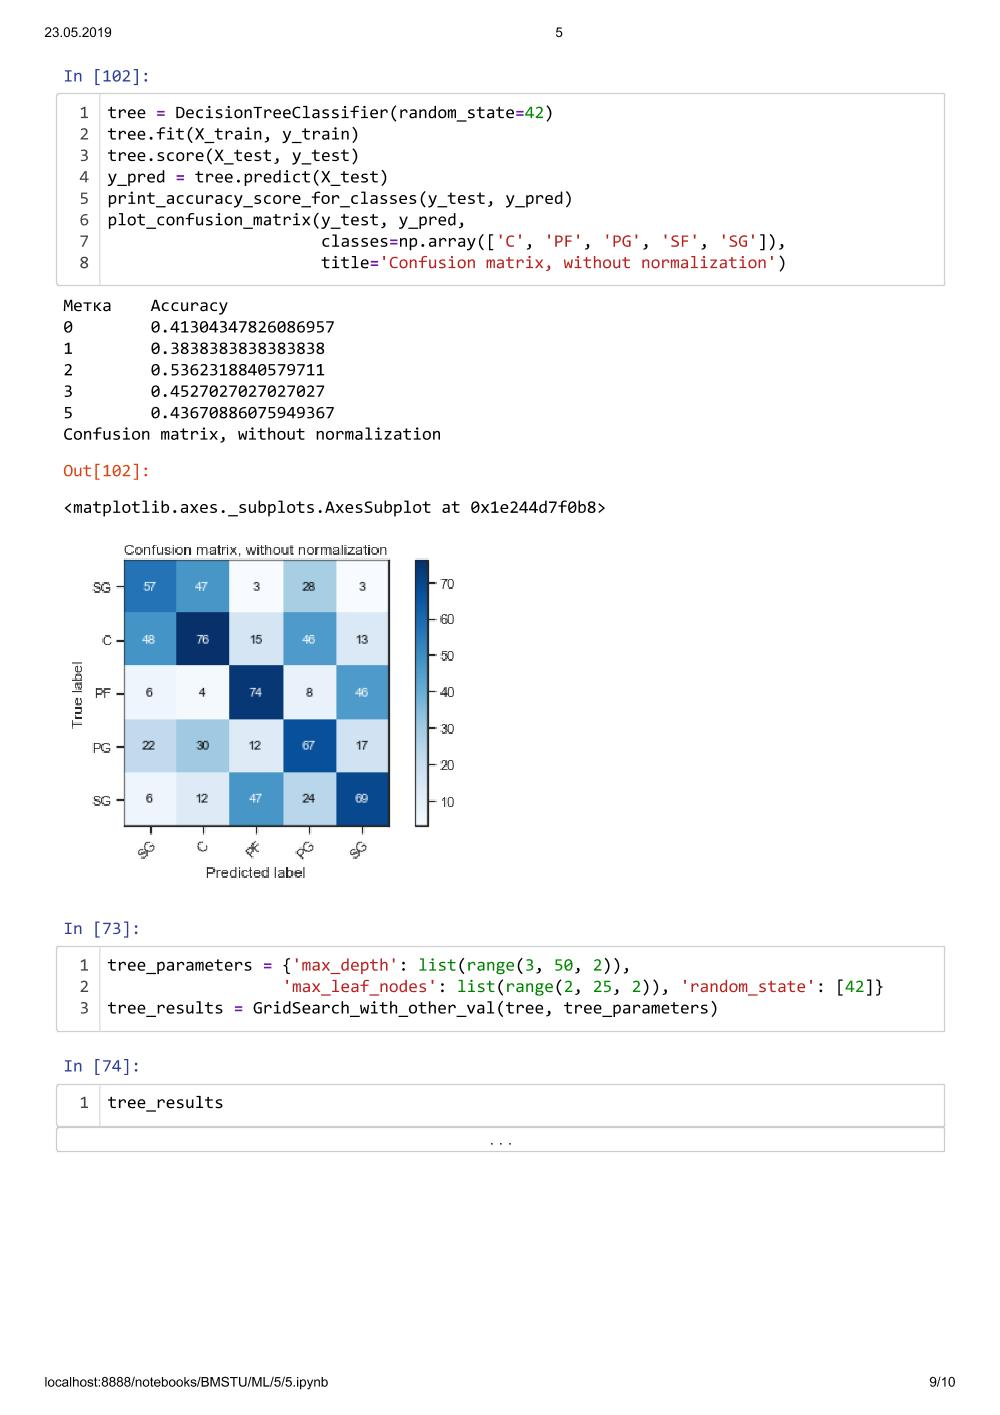 23.05.2019 5
In [102]:
1 tree = DecisionTreeClassifier(random_state=42)
2 tree.fit(X_train, y_train)
3 tree.score(X_test, y_test)
4 y_pred = tree.predict(X_test)
5 print_accuracy_score_for_classes(y_test, y_pred)
6 plot_confusion_matrix(y_test, y_pred,
7 classes=np.array(['C', 'PF', 'PG', 'SF', 'SG']),
8 title='Confusion matrix, without normalization')
Метка Accuracy
0 0.41304347826086957
1 0.3838383838383838
2 0.5362318840579711
3 0.4527027027027027
5 0.43670886075949367
Confusion matrix, without normalization
Out[102]:
<matplotlib.axes._subplots.AxesSubplot at 0x1e244d7f0b8>
Confusion matrix, without normalization
SG 57 47 3 28 3
C 48 76 15 46 13
PF 6 4 74 8 46
PG 22 30 12 67 17
SG 6 12 47 24 69
True label
SG C PF PG SG
Predicted label
70
60
50
40
30
20
10
In [73]:
1 tree_parameters = {'max_depth': list(range(3, 50, 2)),
2 'max_leaf_nodes': list(range(2, 25, 2)), 'random_state': [42]}
3 tree_results = GridSearch_with_other_val(tree, tree_parameters)
In [74]:
1 tree_results
...
localhost:8888/notebooks/BMSTU/ML/5/5.ipynb 9/10